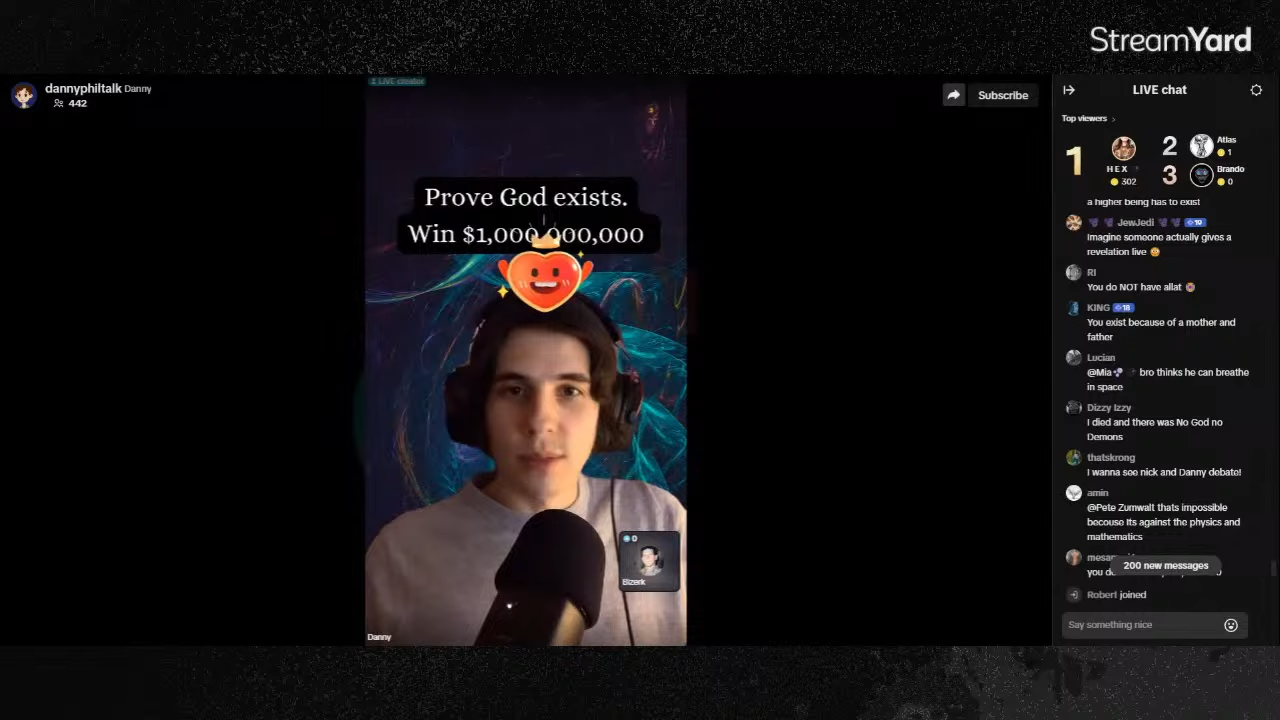 StreamYard
dannyphiltalk Danny
442
LIVE creator
Subscribe
LIVE chat
Prove God exists.
Win $1,000,000,000
0
Bizerk
Danny
Top viewers
1
H E X
302
2
Atlas
1
3
Brando
0
a higher being has to exist
JewJedi 19
Imagine someone actually gives a
revelation live
RI
You do NOT have allat
KING 18
You exist because of a mother and
father
Lucian
@Mia bro thinks he can breathe
in space
Dizzy Izzy
I died and there was No God no
Demons
thatskrong
I wanna see nick and Danny debate!
amin
@Pete Zumwalt thats impossible
becouse its against the physics and
mathematics
200 new messages
Robert joined
Say something nice